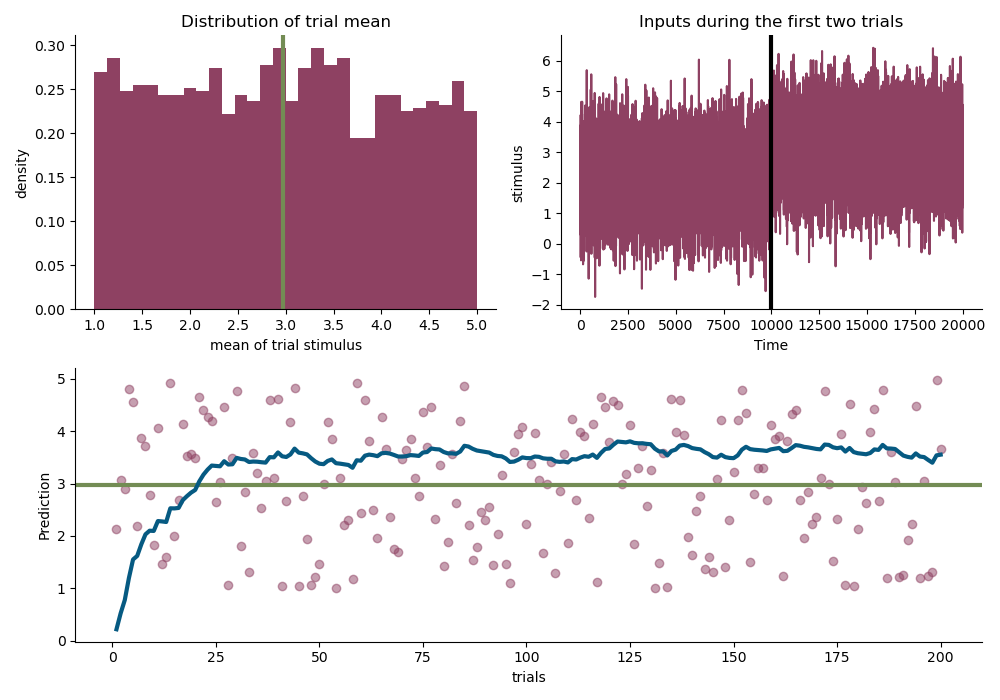 Distribution of trial mean
0.30
0.25
0.20
0.15
0.10
0.05
0.00
density
1.0 1.5 2.0 2.5 3.0 3.5 4.0 4.5 5.0
mean of trial stimulus
Inputs during the first two trials
6
5
4
3
2
1
0
−1
−2
stimulus
0 2500 5000 7500 10000 12500 15000 17500 20000
Time
5
4
3
2
1
0
Prediction
0 25 50 75 100 125 150 175 200
trials